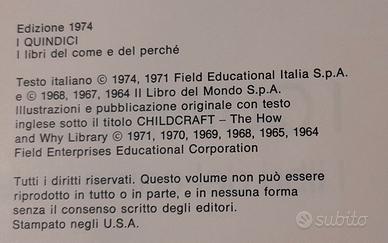 Edizione 1974
I QUINDICI
I libri del come e del perché
Testo italiano © 1974, 1971 Field Educational Italia S.p.A.
e © 1968, 1967, 1964 Il Libro del Mondo S.p.A.
Illustrazioni e pubblicazione originale con testo
inglese sotto il titolo CHILDCRAFT – The How
and Why Library © 1971, 1970, 1969, 1968, 1965, 1964
Field Enterprises Educational Corporation
Tutti i diritti riservati. Questo volume non può essere
riprodotto in tutto o in parte, e in nessuna forma
senza il consenso scritto degli editori.
Stampato negli U.S.A.
subito